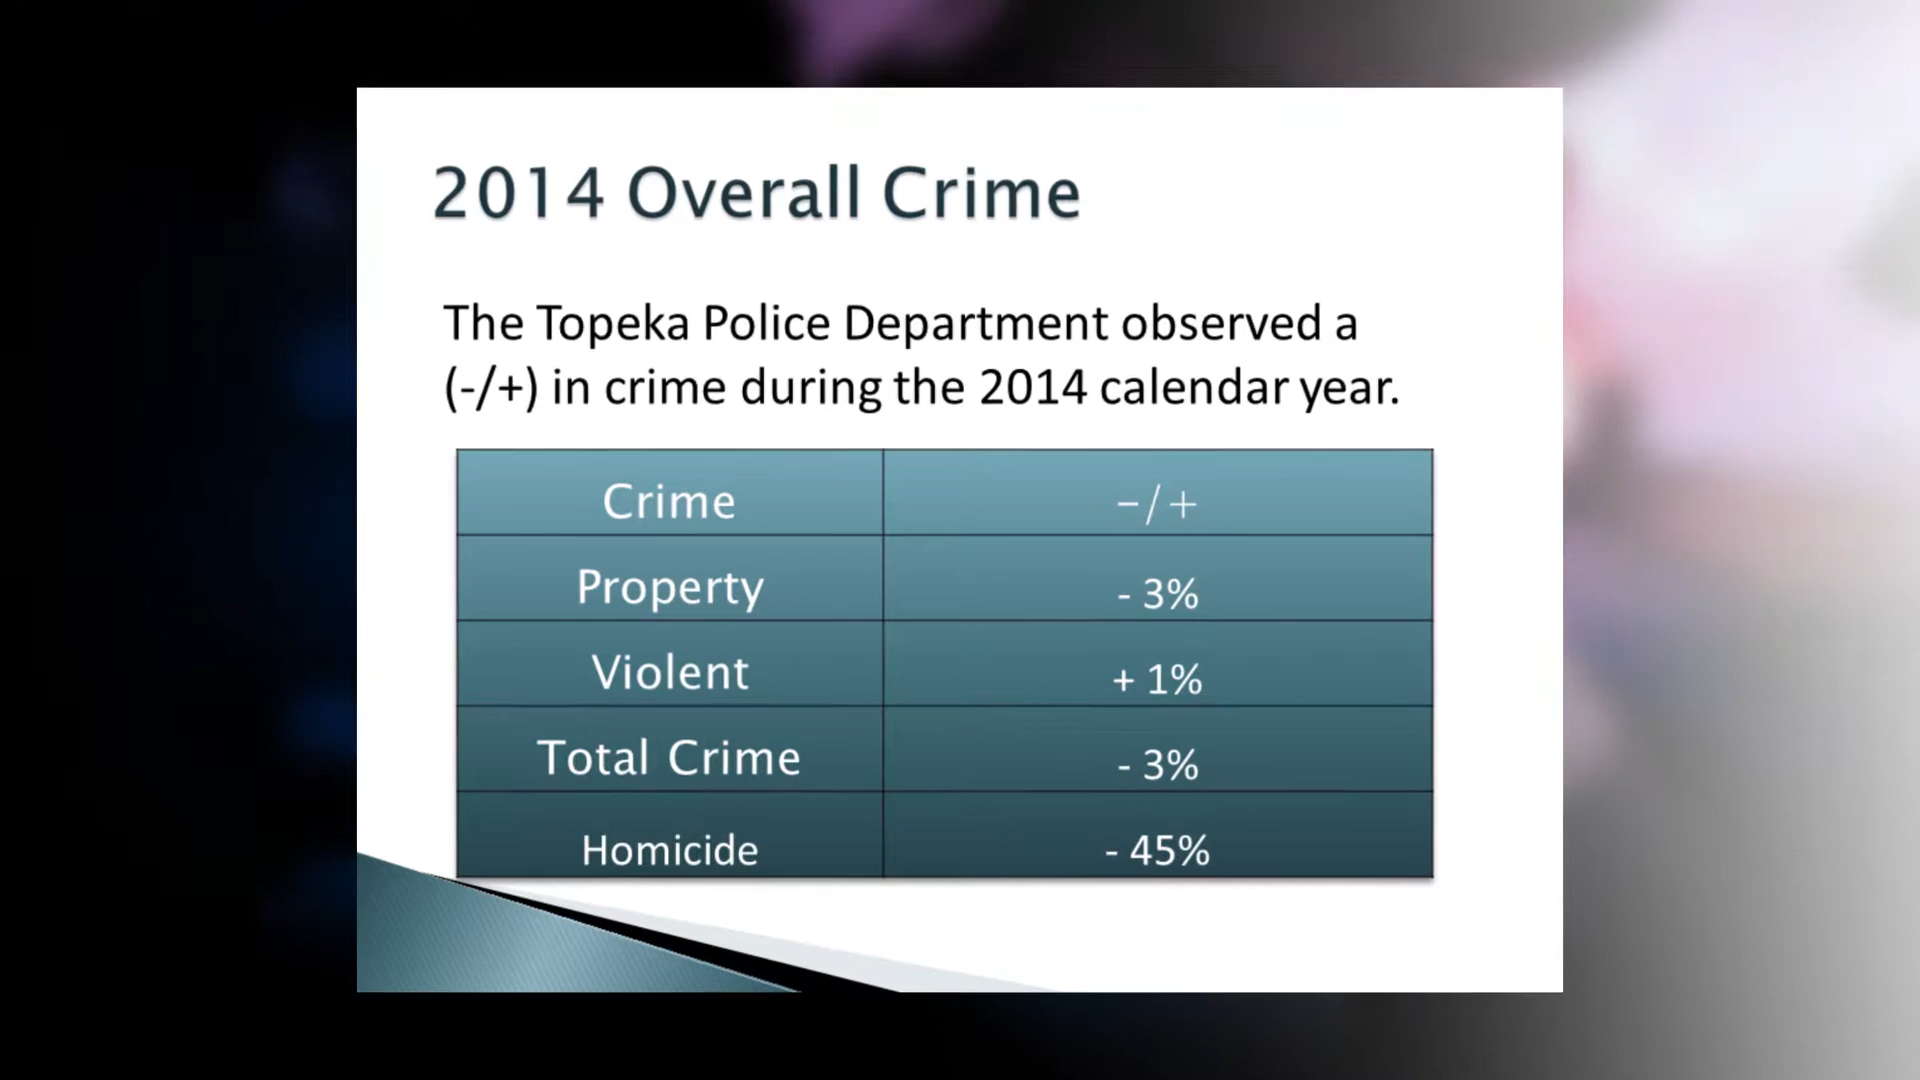 2014 Overall Crime
The Topeka Police Department observed a
(-/+) in crime during the 2014 calendar year.
Crime -/+
Property - 3%
Violent + 1%
Total Crime - 3%
Homicide - 45%